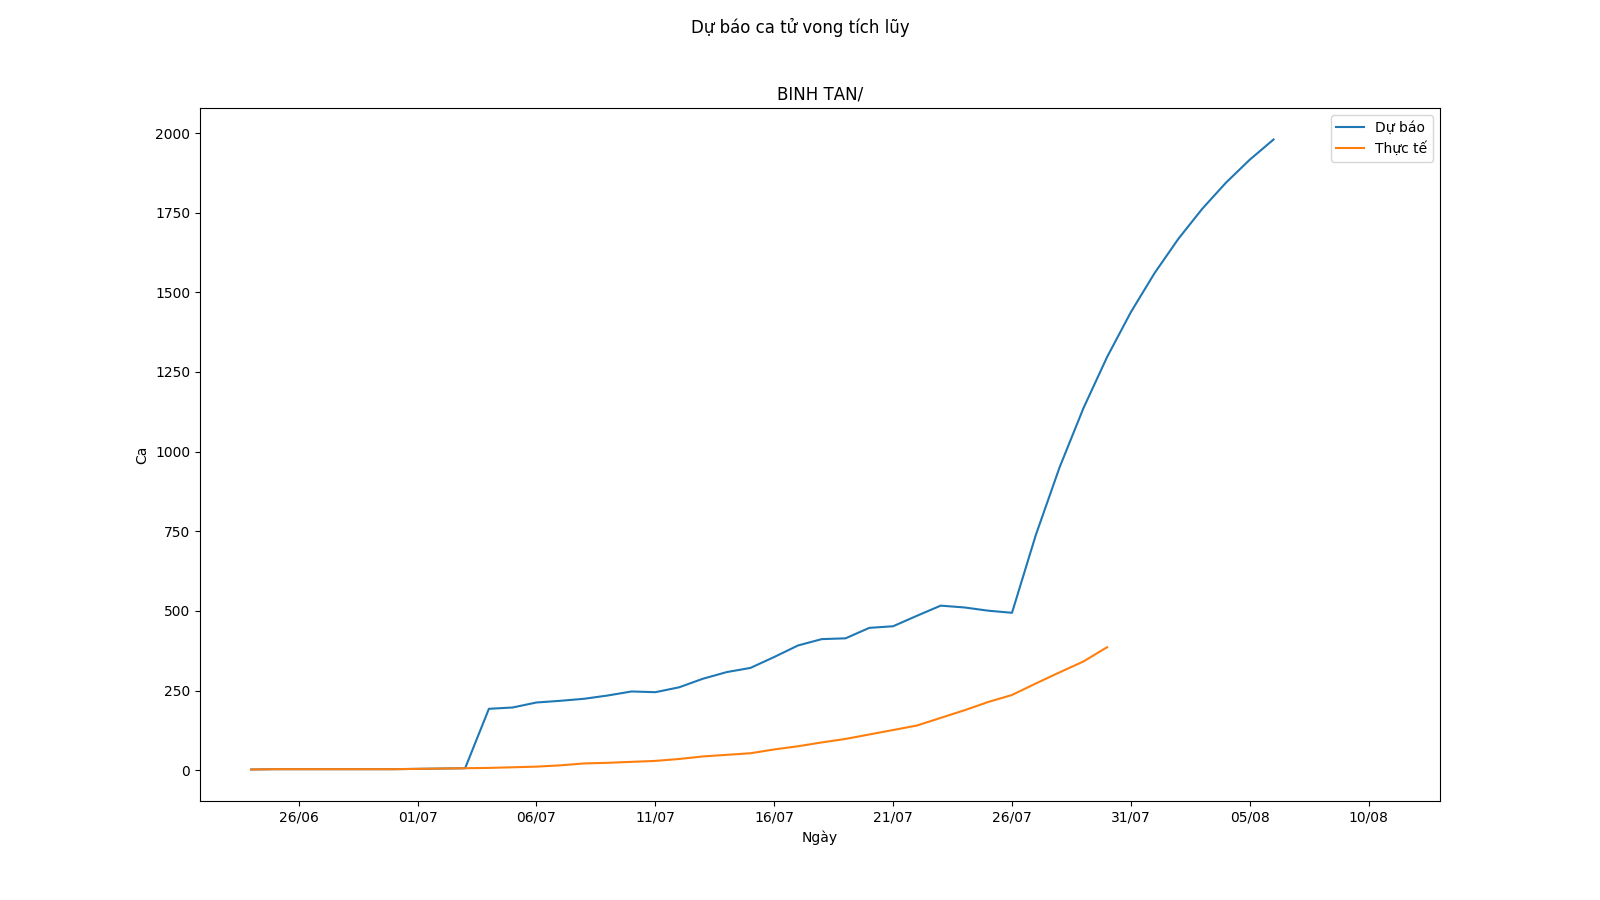 Dự báo ca tử vong tích lũy
BINH TAN/
Dự báo
Thực tế
2000
1750
1500
1250
1000
750
500
250
0
Ca
26/06 01/07 06/07 11/07 16/07 21/07 26/07 31/07 05/08 10/08
Ngày